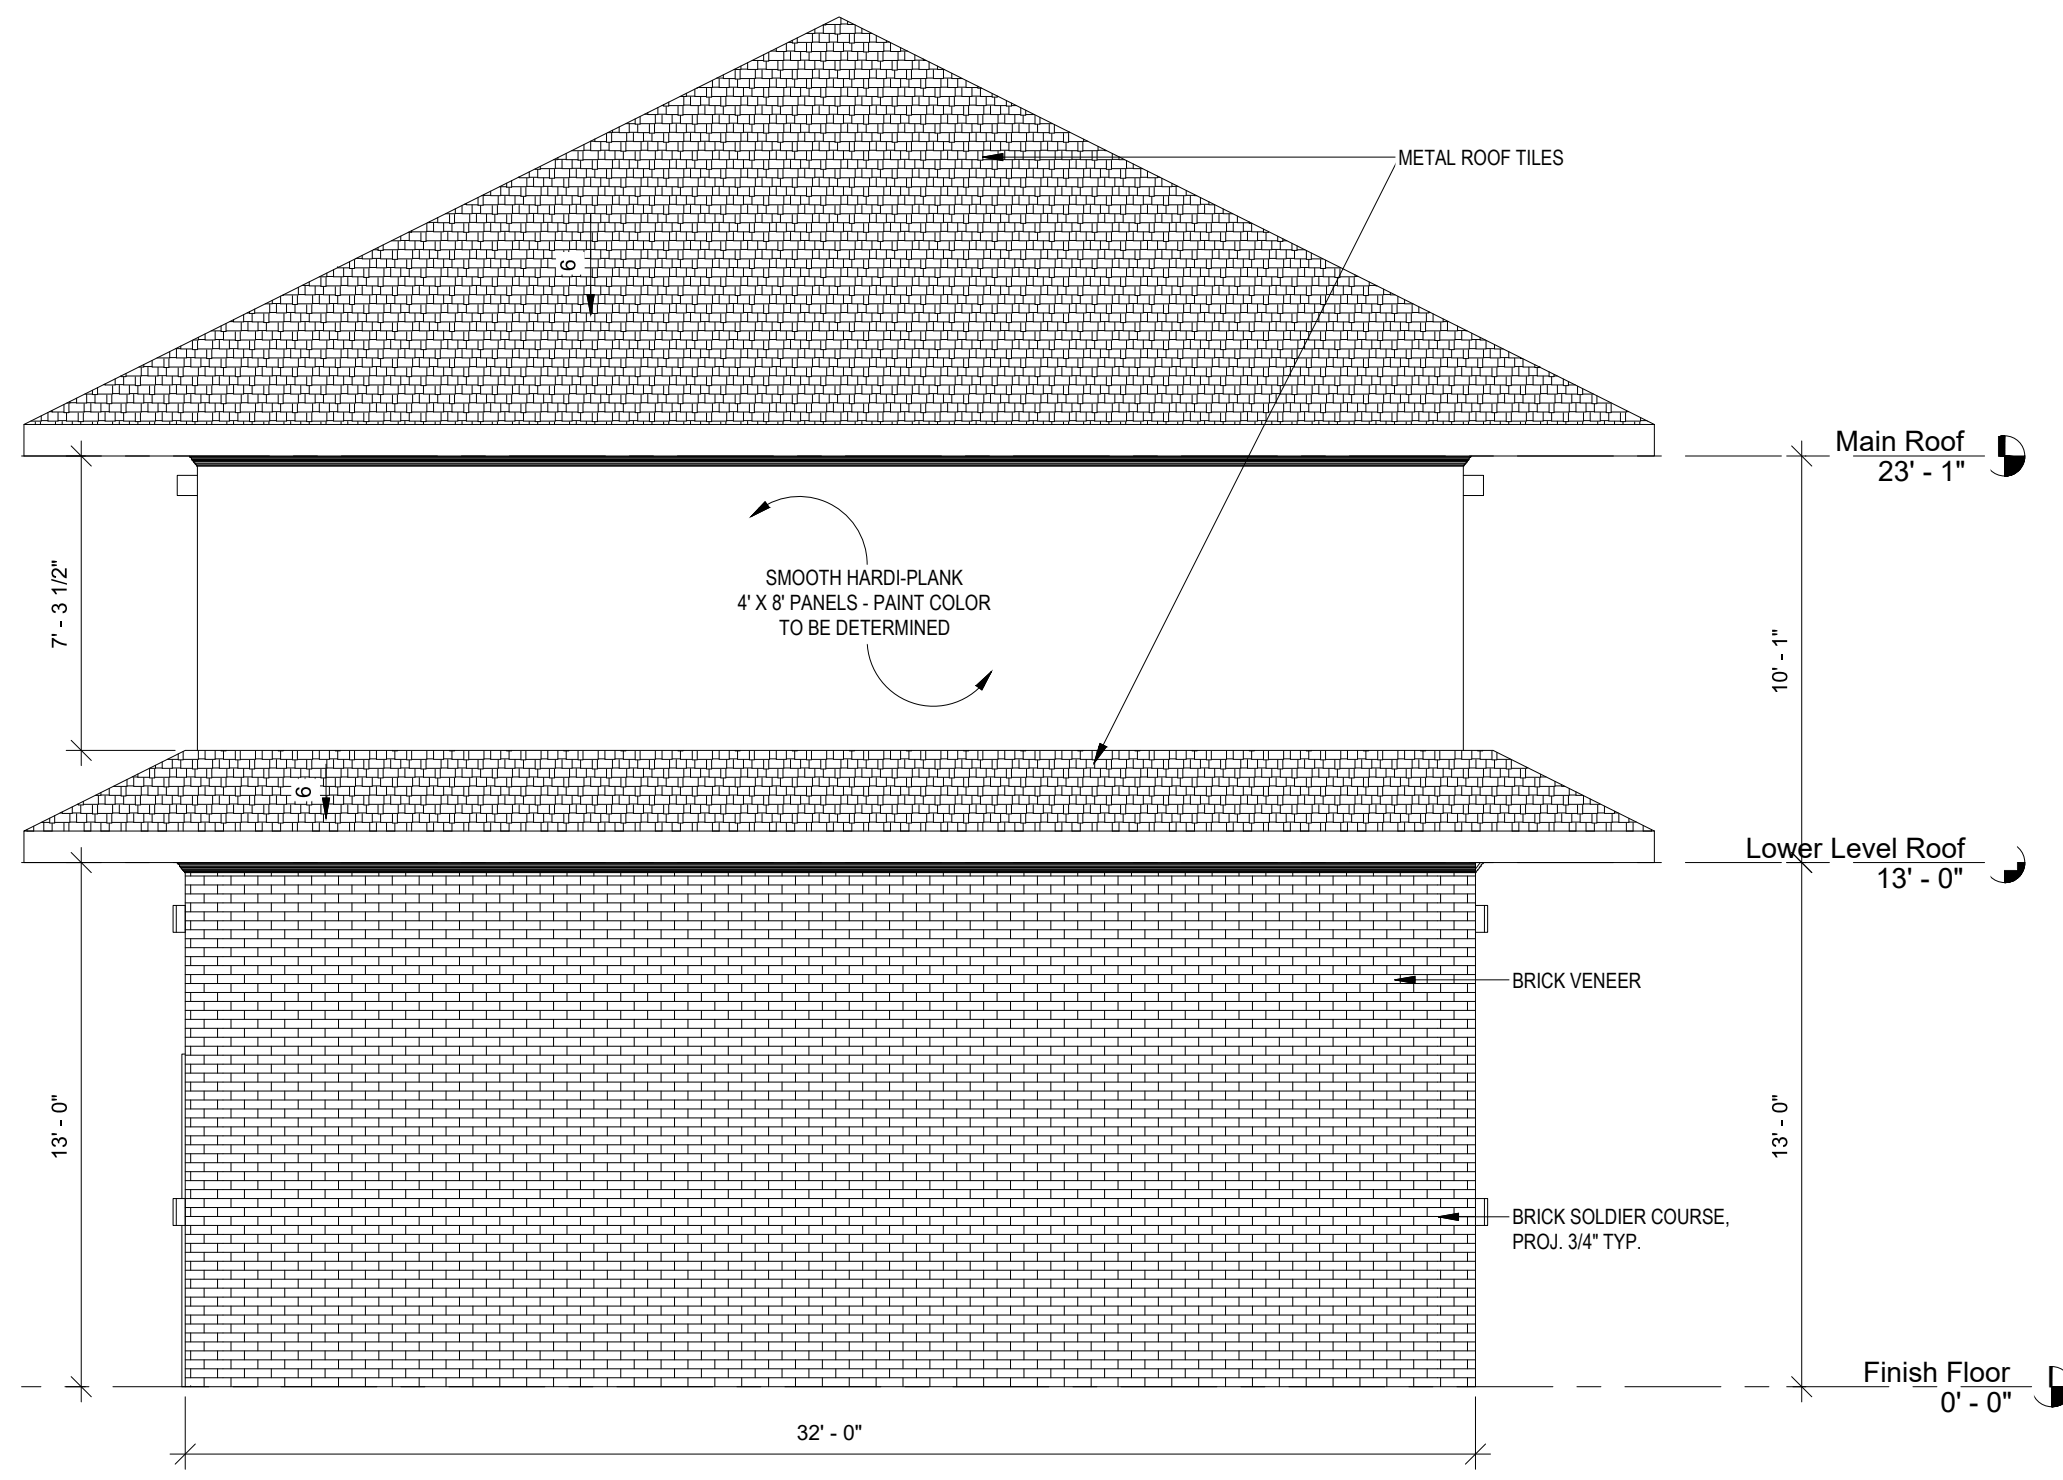 METAL ROOF TILES
6
Main Roof
23' - 1"
7' - 3 1/2"
SMOOTH HARDI-PLANK
4' X 8' PANELS - PAINT COLOR
TO BE DETERMINED
10' - 1"
6
Lower Level Roof
13' - 0"
BRICK VENEER
13' - 0"
13' - 0"
BRICK SOLDIER COURSE,
PROJ. 3/4" TYP.
Finish Floor
0' - 0"
32' - 0"